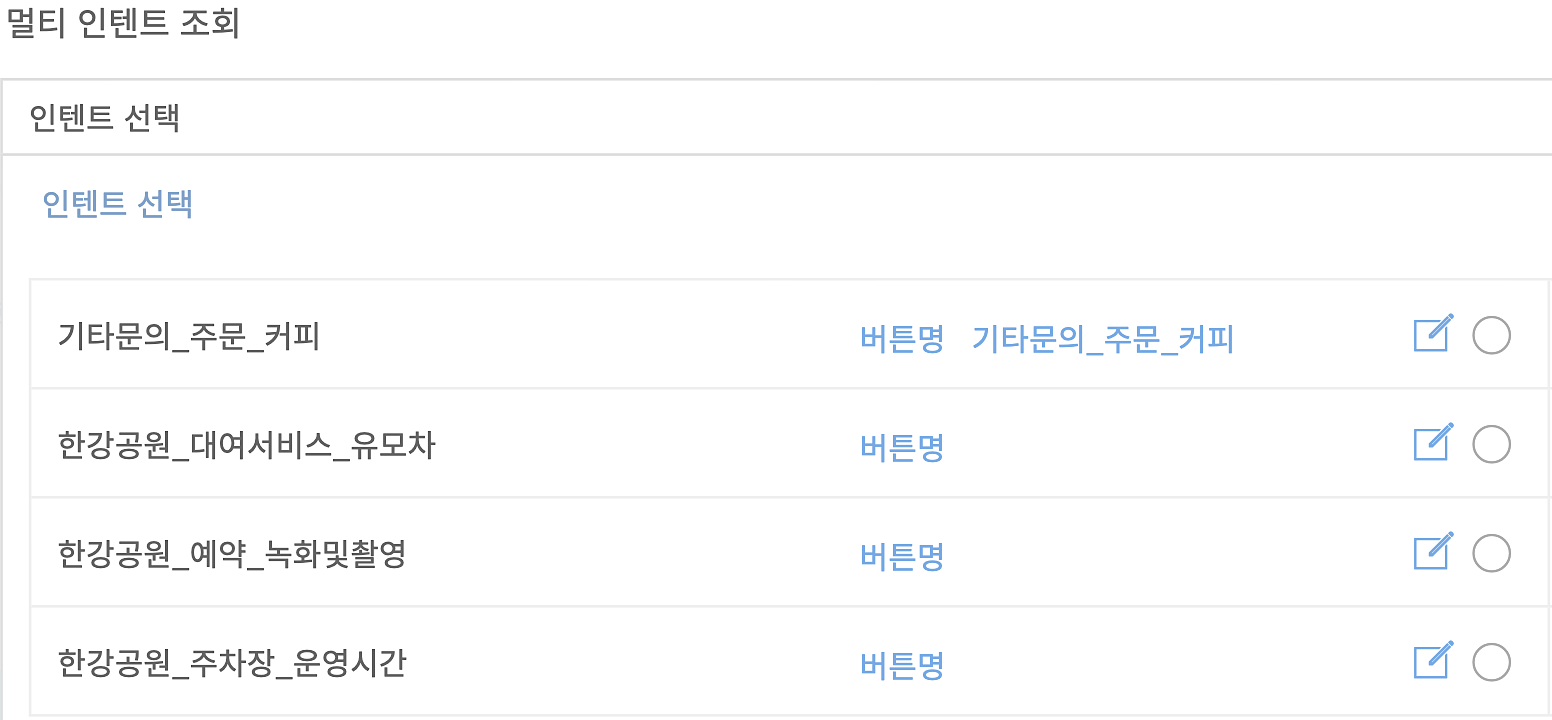 멀티 인텐트 조회
인텐트 선택
인텐트 선택
기타문의_주문_커피 버튼명 기타문의_주문_커피
한강공원_대여서비스_유모차 버튼명
한강공원_예약_녹화및촬영 버튼명
한강공원_주차장_운영시간 버튼명